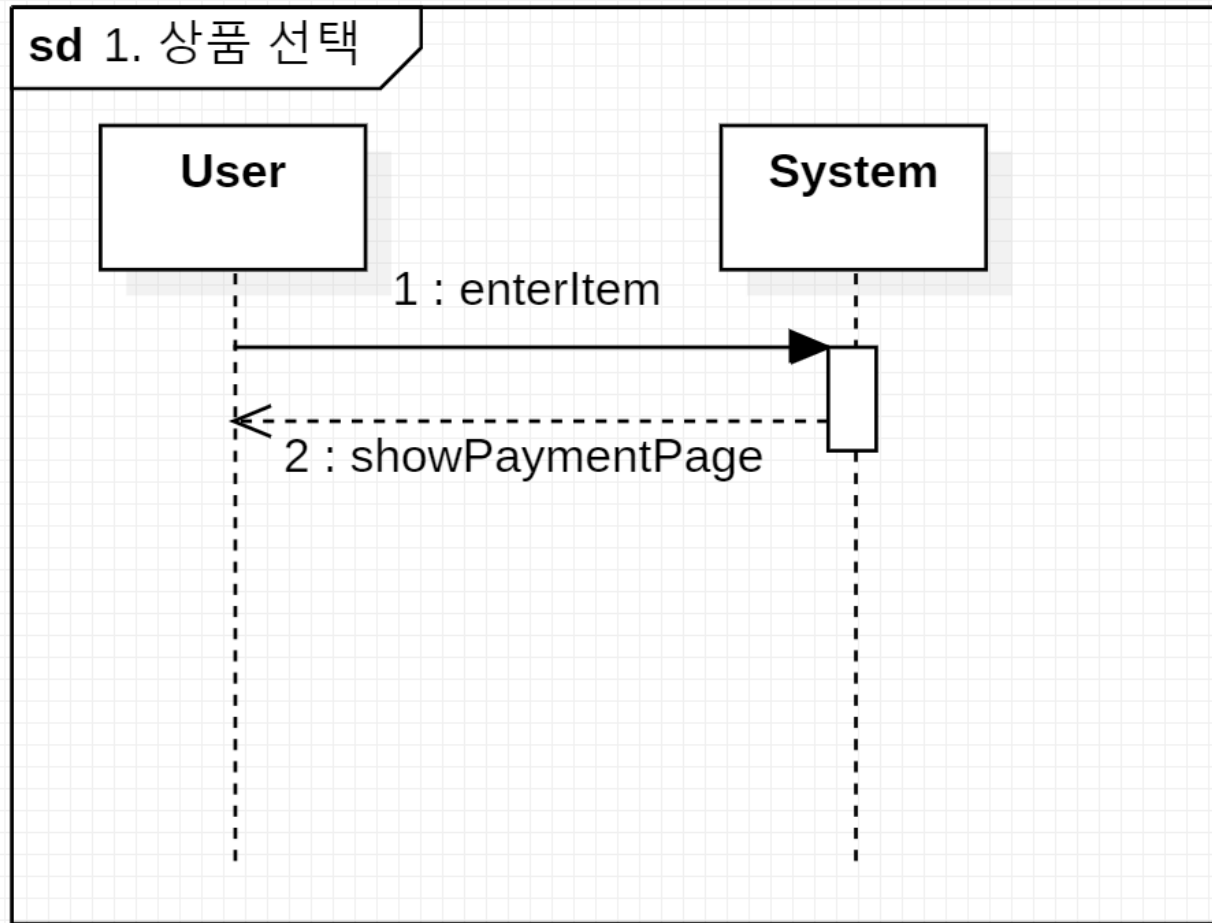 sd 1. 상품 선택
User
System
1 : enterItem
2 : showPaymentPage